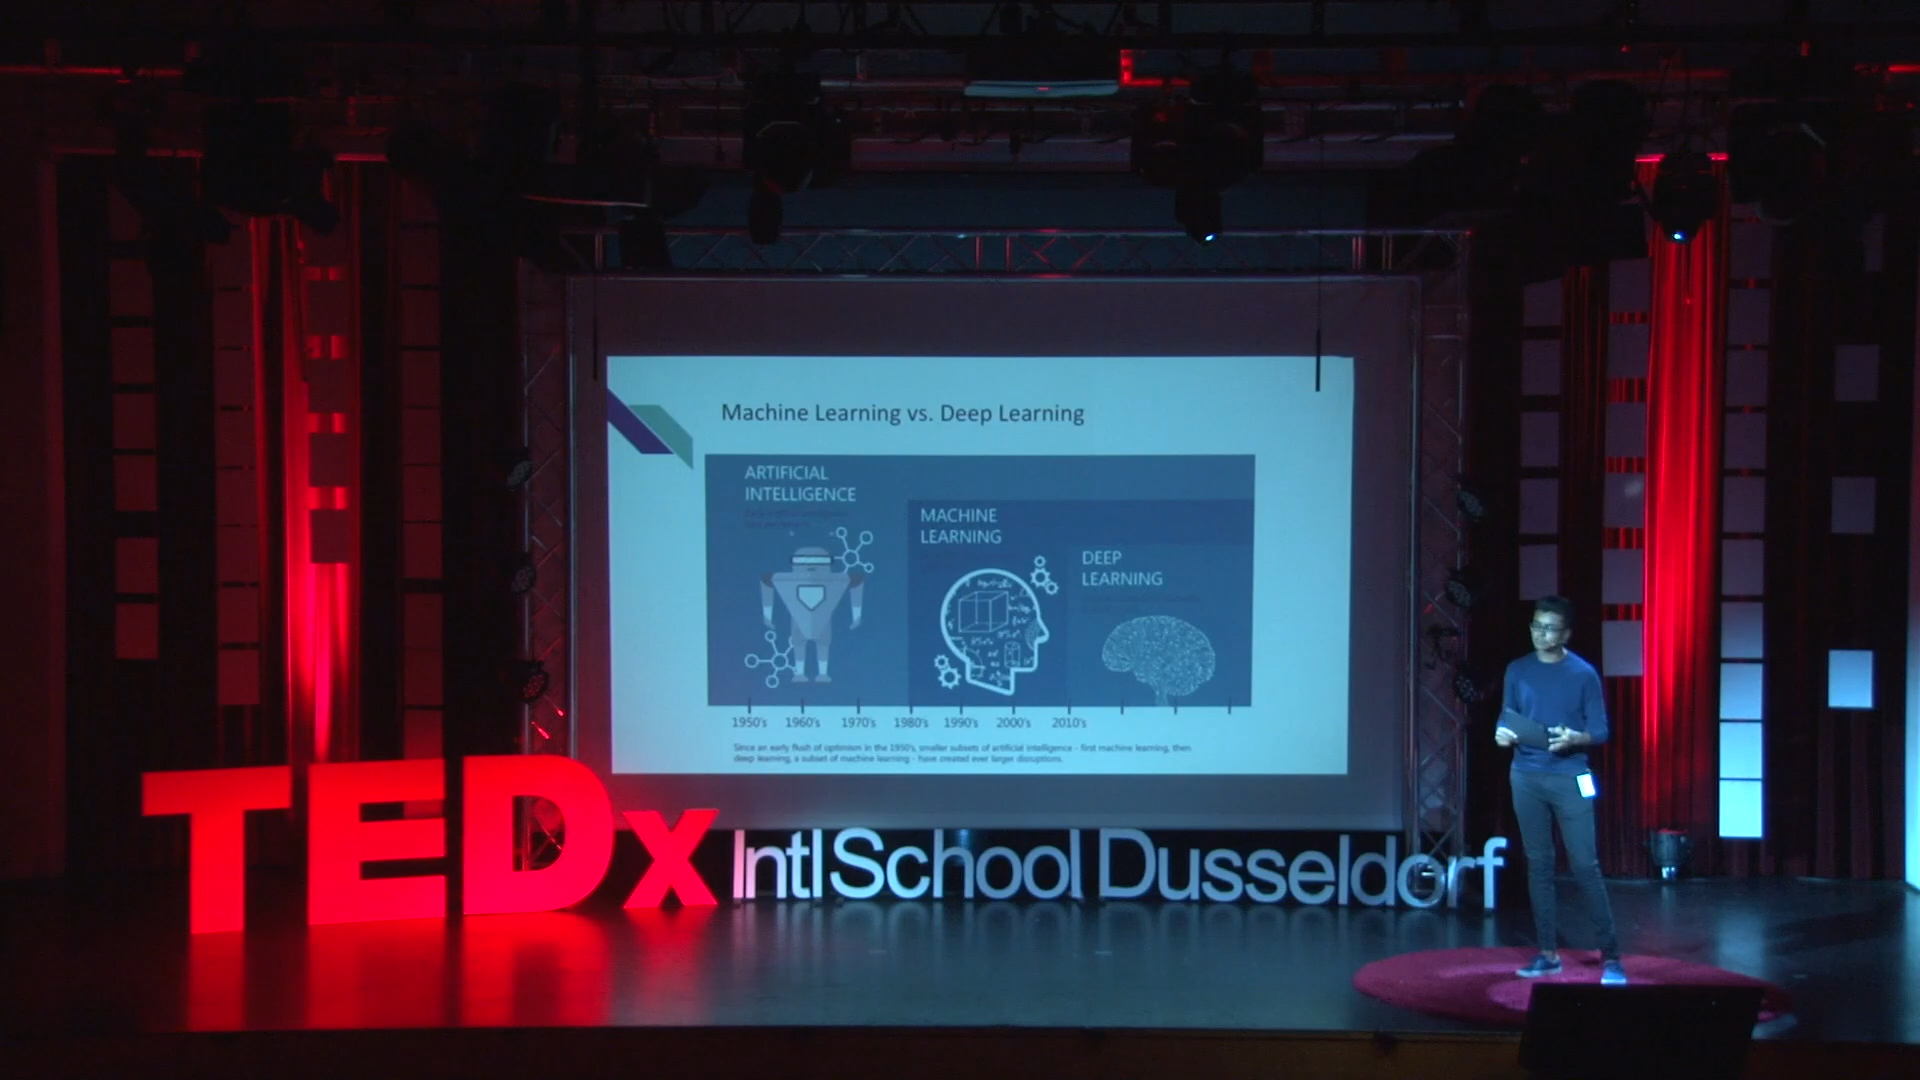 Machine Learning vs. Deep Learning
ARTIFICIAL
INTELLIGENCE
MACHINE
LEARNING
DEEP
LEARNING
1950's 1960's 1970's 1980's 1990's 2000's 2010's
Since an early flush of optimism in the 1950's, smaller subsets of artificial intelligence - first machine learning, then
deep learning, a subset of machine learning - have created ever larger disruptions.
TEDx Intl School Dusseldorf